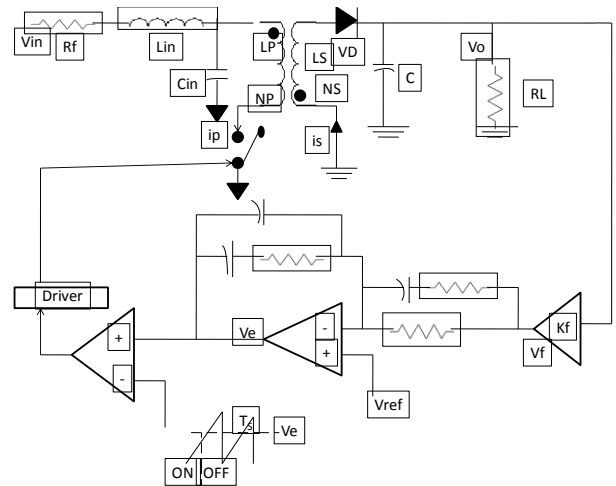 Vin
Rf
Lin
Cin
LP
LS
VD
NP
NS
C
Vo
RL
ip
is
Driver
+
-
Ve
-
+
Kf
Vf
Vref
Ts
Ve
ON
OFF